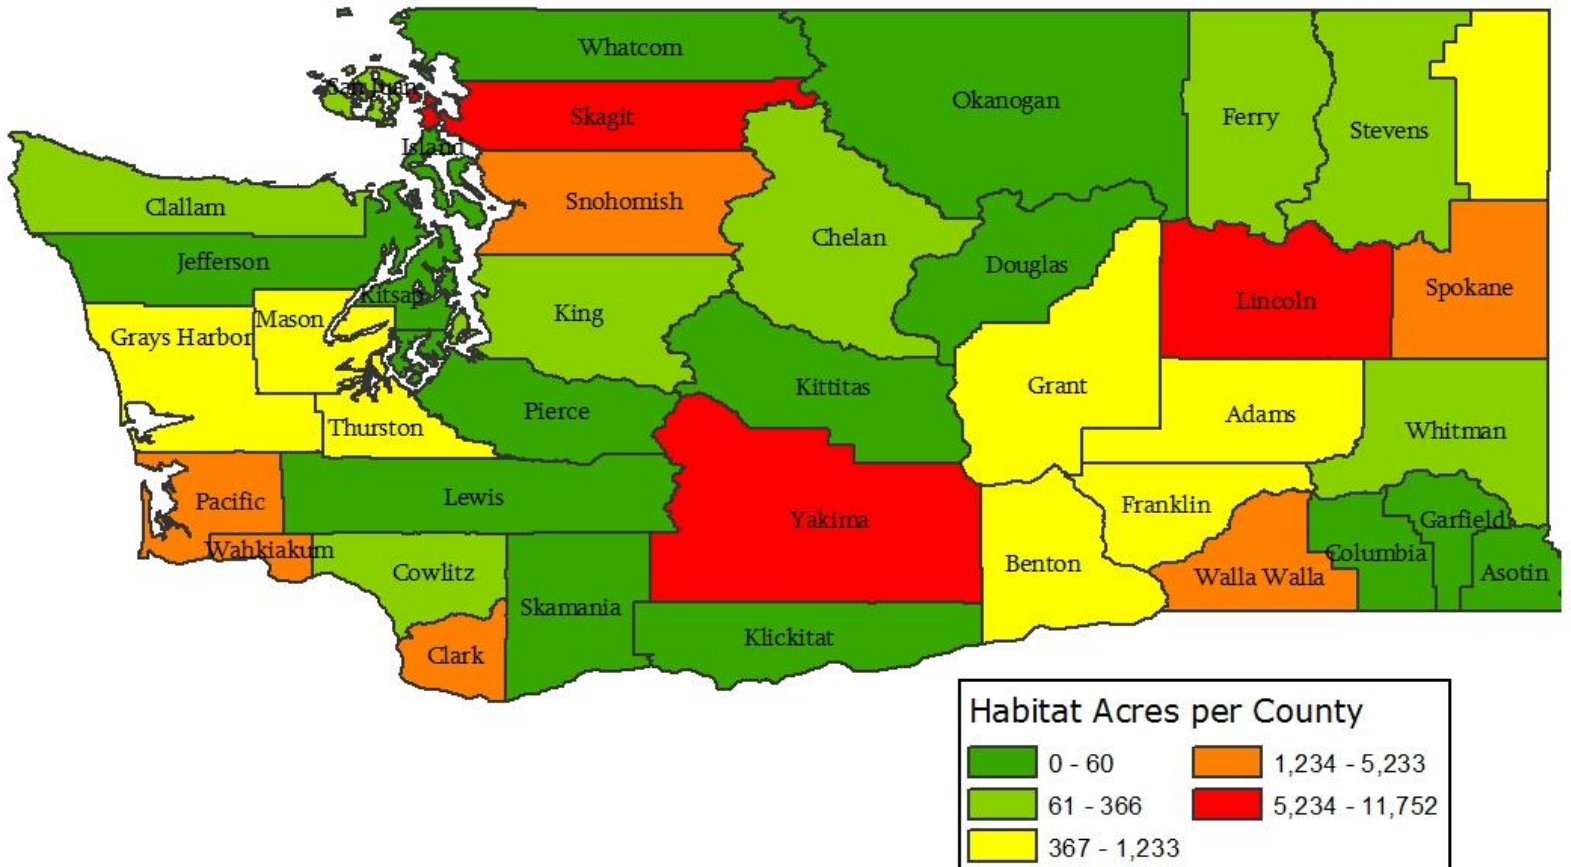 Whatcom
San Juan
Skagit
Okanogan
Ferry
Stevens
Island
Clallam
Snohomish
Chelan
Jefferson
Douglas
Kitsap
King
Lincoln
Spokane
Mason
Grays Harbor
Kittitas
Grant
Pierce
Thurston
Adams
Whitman
Lewis
Pacific
Yakima
Franklin
Garfield
Wahkiakum
Columbia
Cowlitz
Benton
Walla Walla
Asotin
Skamania
Klickitat
Clark
Habitat Acres per County
0 - 60
1,234 - 5,233
61 - 366
5,234 - 11,752
367 - 1,233